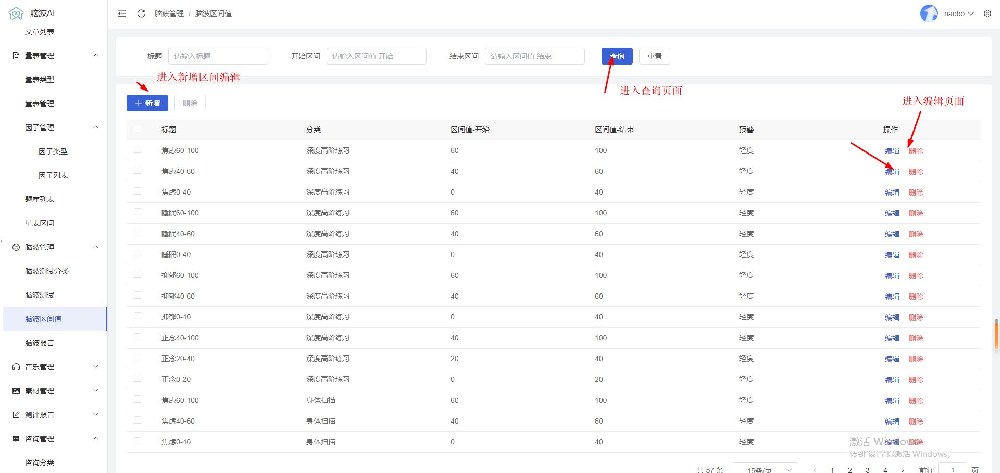 脑波AI
脑波管理 / 脑波区间值
naobo
文章列表
量表管理
量表类型
量表管理
因子管理
因子类型
因子列表
题库列表
量表区间
脑波管理
脑波测试分类
脑波测试
脑波区间值
脑波报告
音乐管理
素材管理
测评报告
咨询管理
咨询分类
标题 请输入标题 开始区间 请输入区间值-开始 结束区间 请输入区间值-结束 查询 重置
进入新增区间编辑
进入查询页面
进入编辑页面
新增 删除
标题 分类 区间值-开始 区间值-结束 预警 操作
焦虑60-100 深度高阶练习 60 100 轻度 编辑 删除
焦虑40-60 深度高阶练习 40 60 轻度 编辑 删除
焦虑0-40 深度高阶练习 0 40 轻度 编辑 删除
睡眠60-100 深度高阶练习 60 100 轻度 编辑 删除
睡眠40-60 深度高阶练习 40 60 轻度 编辑 删除
睡眠0-40 深度高阶练习 0 40 轻度 编辑 删除
抑郁60-100 深度高阶练习 60 100 轻度 编辑 删除
抑郁40-60 深度高阶练习 40 60 轻度 编辑 删除
抑郁0-40 深度高阶练习 0 40 轻度 编辑 删除
正念40-100 深度高阶练习 40 100 轻度 编辑 删除
正念20-40 深度高阶练习 20 40 轻度 编辑 删除
正念0-20 深度高阶练习 0 20 轻度 编辑 删除
焦虑60-100 身体扫描 60 100 轻度 编辑 删除
焦虑40-60 身体扫描 40 60 轻度 编辑 删除
焦虑0-40 身体扫描 0 40 轻度 编辑 删除
激活 Windows
转到"设置"以激活 Windows。
共 57 条 15条/页 1 2 3 4 前往 1 页